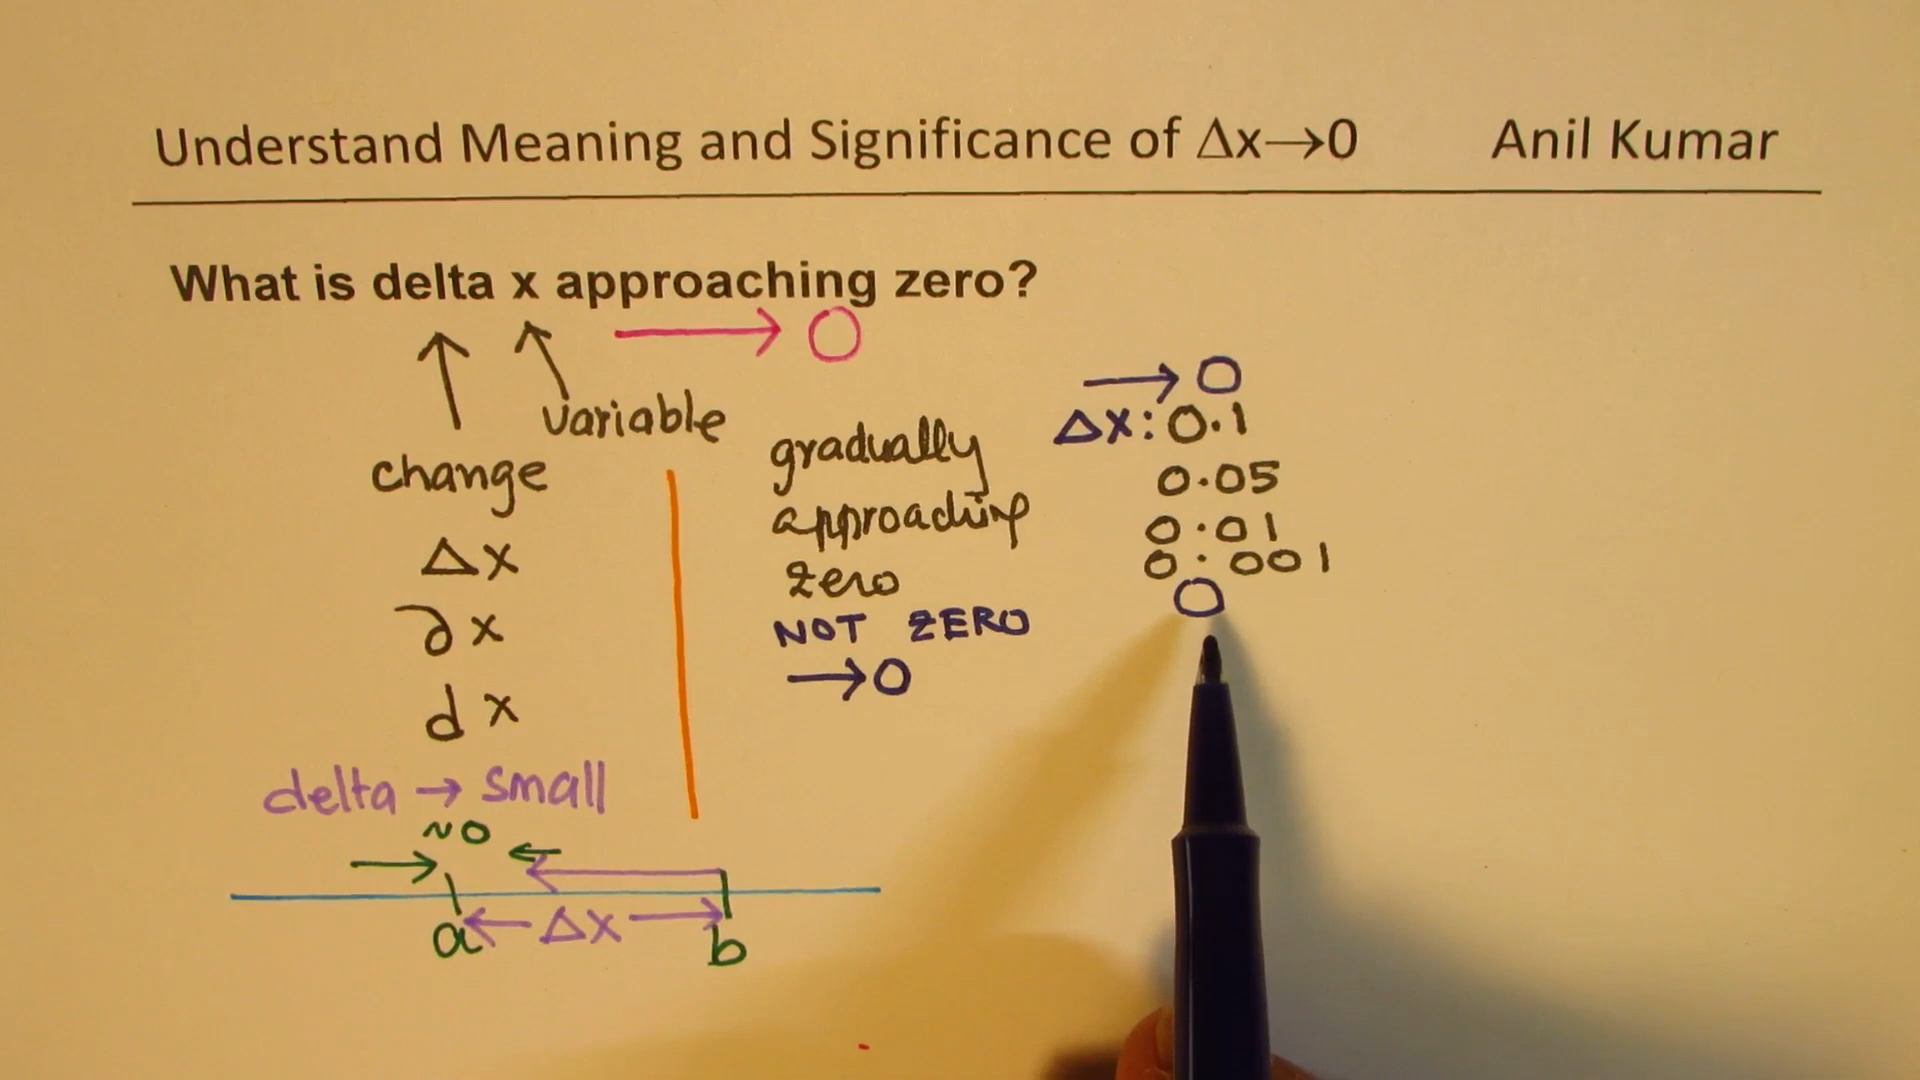 Understand Meaning and Significance of Δx→0 Anil Kumar
What is delta x approaching zero?
→ 0
variable
change
Δx
∂x
dx
delta → small
~0
→ ←
a ← Δx → b
gradually
approaching
zero
NOT ZERO
→0
→ 0
Δx: 0.1
0.05
0.01
0.001
0